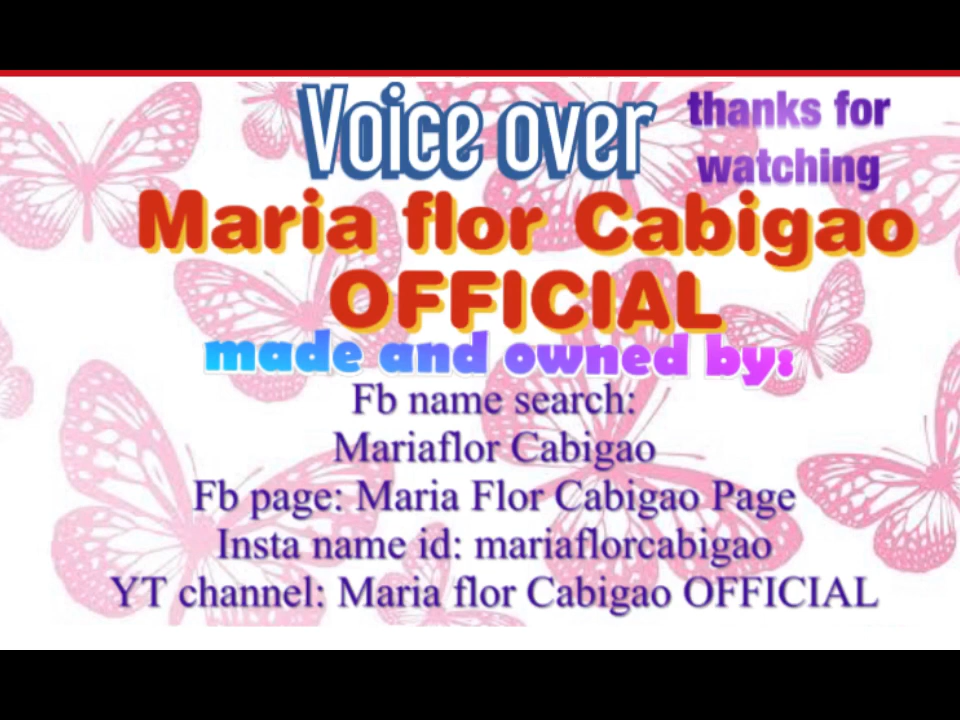 Voice over
thanks for
watching
Maria flor Cabigao
OFFICIAL
made and owned by:
Fb name search:
Mariaflor Cabigao
Fb page: Maria Flor Cabigao Page
Insta name id: mariaflorcabigao
YT channel: Maria flor Cabigao OFFICIAL